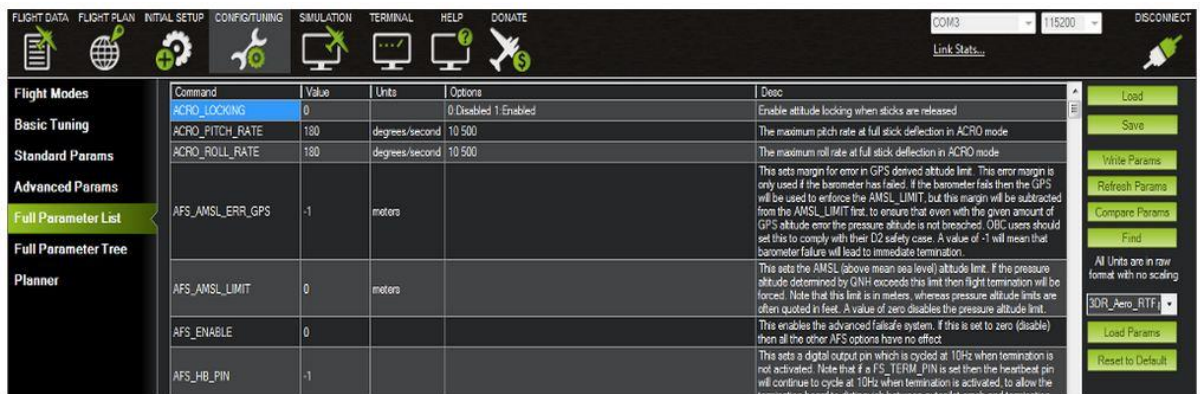 FLIGHT DATA FLIGHT PLAN INITIAL SETUP CONFIG/TUNING SIMULATION TERMINAL HELP DONATE
COM3 115200 DISCONNECT
Link Stats...
Flight Modes
Basic Tuning
Standard Params
Advanced Params
Full Parameter List
Full Parameter Tree
Planner
Command Value Units Options Desc
ACRO_LOCKING 0 0:Disabled 1:Enabled Enable attitude locking when sticks are released
ACRO_PITCH_RATE 180 degrees/second 10 500 The maximum pitch rate at full stick deflection in ACRO mode
ACRO_ROLL_RATE 180 degrees/second 10 500 The maximum roll rate at full stick deflection in ACRO mode
AFS_AMSL_ERR_GPS -1 meters
This sets margin for error in GPS derived altitude limit. This error margin is
only used if the barometer has failed. If the barometer fails then the GPS
will be used to enforce the AMSL_LIMIT, but this margin will be subtracted
from the AMSL_LIMIT first, to ensure that even with the given amount of
GPS altitude error the pressure altitude is not breached. OBC users should
set this to comply with their D2 safety case. A value of -1 will mean that
barometer failure will lead to immediate termination.
AFS_AMSL_LIMIT 0 meters
This sets the AMSL (above mean sea level) altitude limit. If the pressure
altitude determined by QNH exceeds this limit then flight termination will be
forced. Note that this limit is in meters, whereas pressure altitude limits are
often quoted in feet. A value of zero disables the pressure altitude limit.
AFS_ENABLE 0
This enables the advanced failsafe system. If this is set to zero (disable)
then all the other AFS options have no effect
AFS_HB_PIN -1
This sets a digital output pin which is cycled at 10Hz when termination is
not activated. Note that if a FS_TERM_PIN is set then the heartbeat pin
will continue to cycle at 10Hz when termination is activated, to allow the
Load
Save
Write Params
Refresh Params
Compare Params
Find
All Units are in raw
format with no scaling
3DR_Aero_RTF
Load Params
Reset to Default